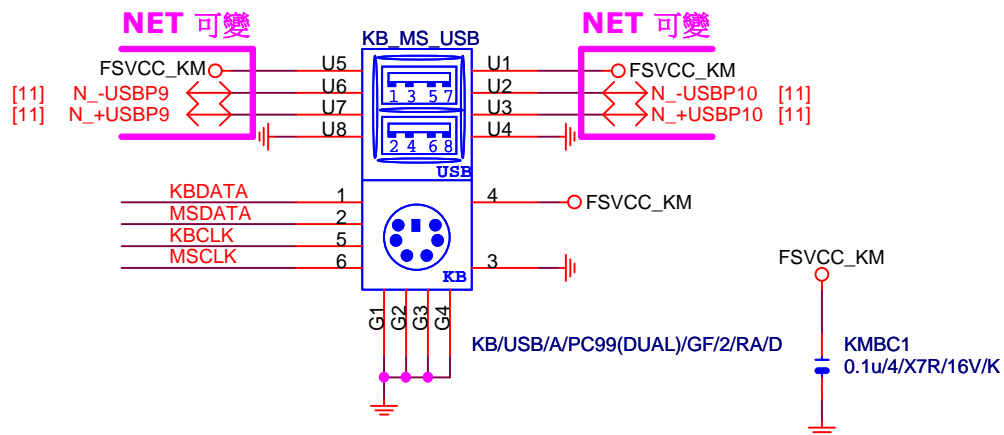 NET 可變
NET 可變
KB_MS_USB
FSVCC_KM U5 U1 FSVCC_KM
[11] N_-USBP9 U6 U2 N_-USBP10 [11]
[11] N_+USBP9 U7 U3 N_+USBP10 [11]
U8 U4
1 3 5 7
2 4 6 8
USB
KBDATA 1 4 FSVCC_KM
MSDATA 2
KBCLK 5
MSCLK 6 3
KB
G1 G2 G3 G4
KB/USB/A/PC99(DUAL)/GF/2/RA/D
FSVCC_KM
KMBC1
0.1u/4/X7R/16V/K